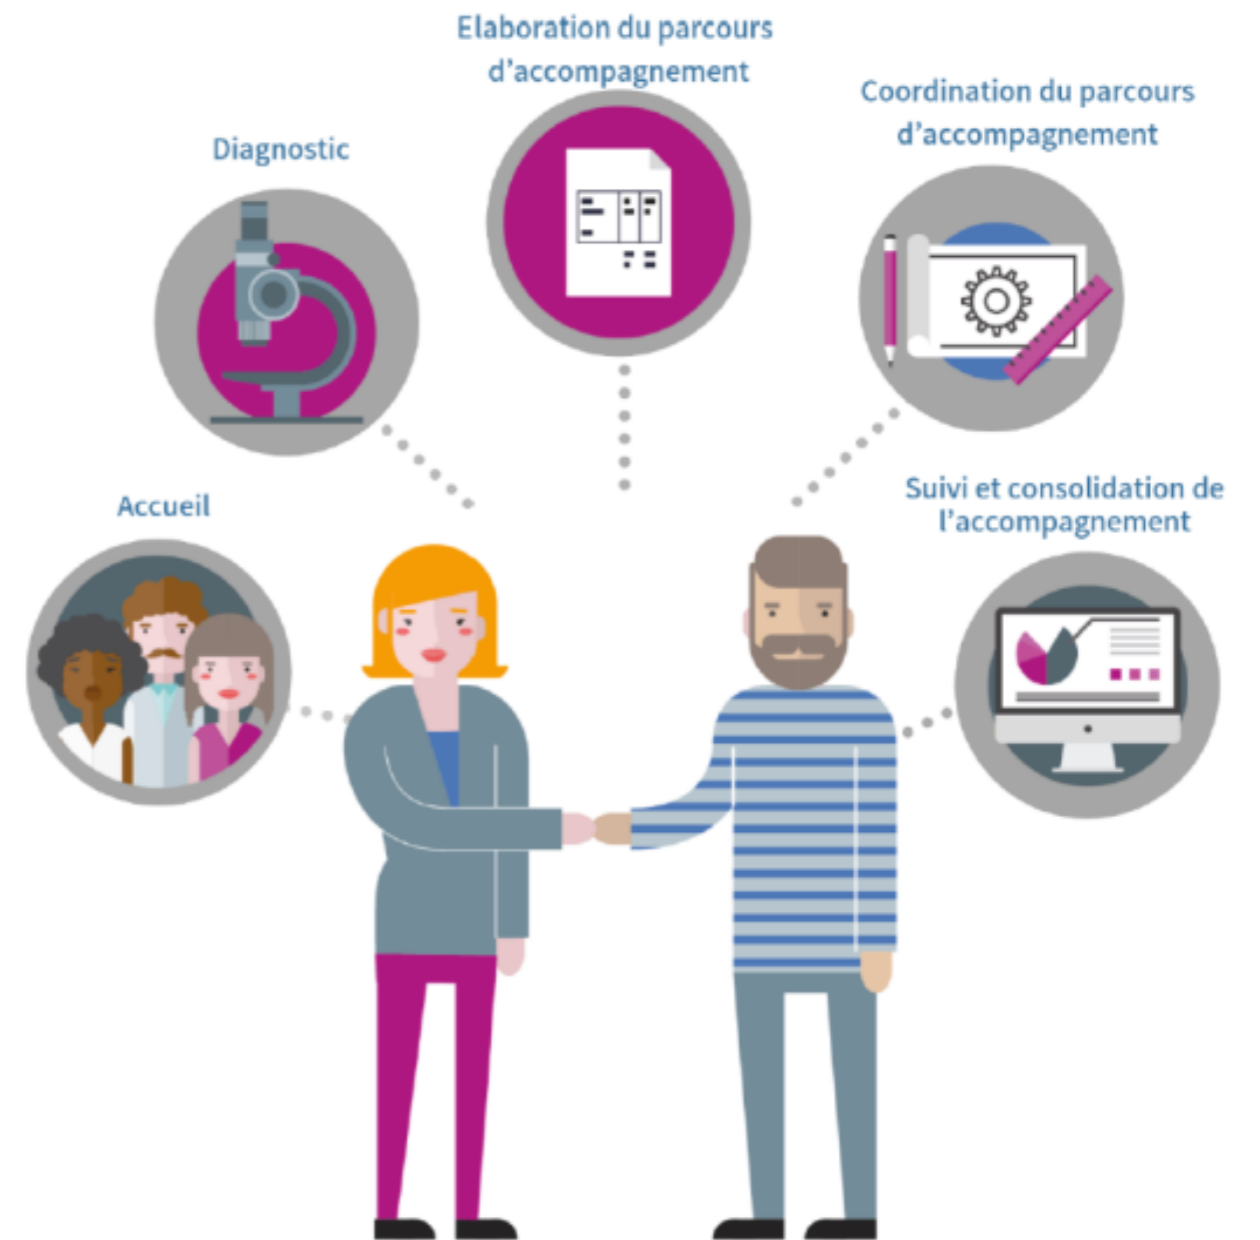 Elaboration du parcours
d'accompagnement
Coordination du parcours
d'accompagnement
Diagnostic
Suivi et consolidation de
l'accompagnement
Accueil